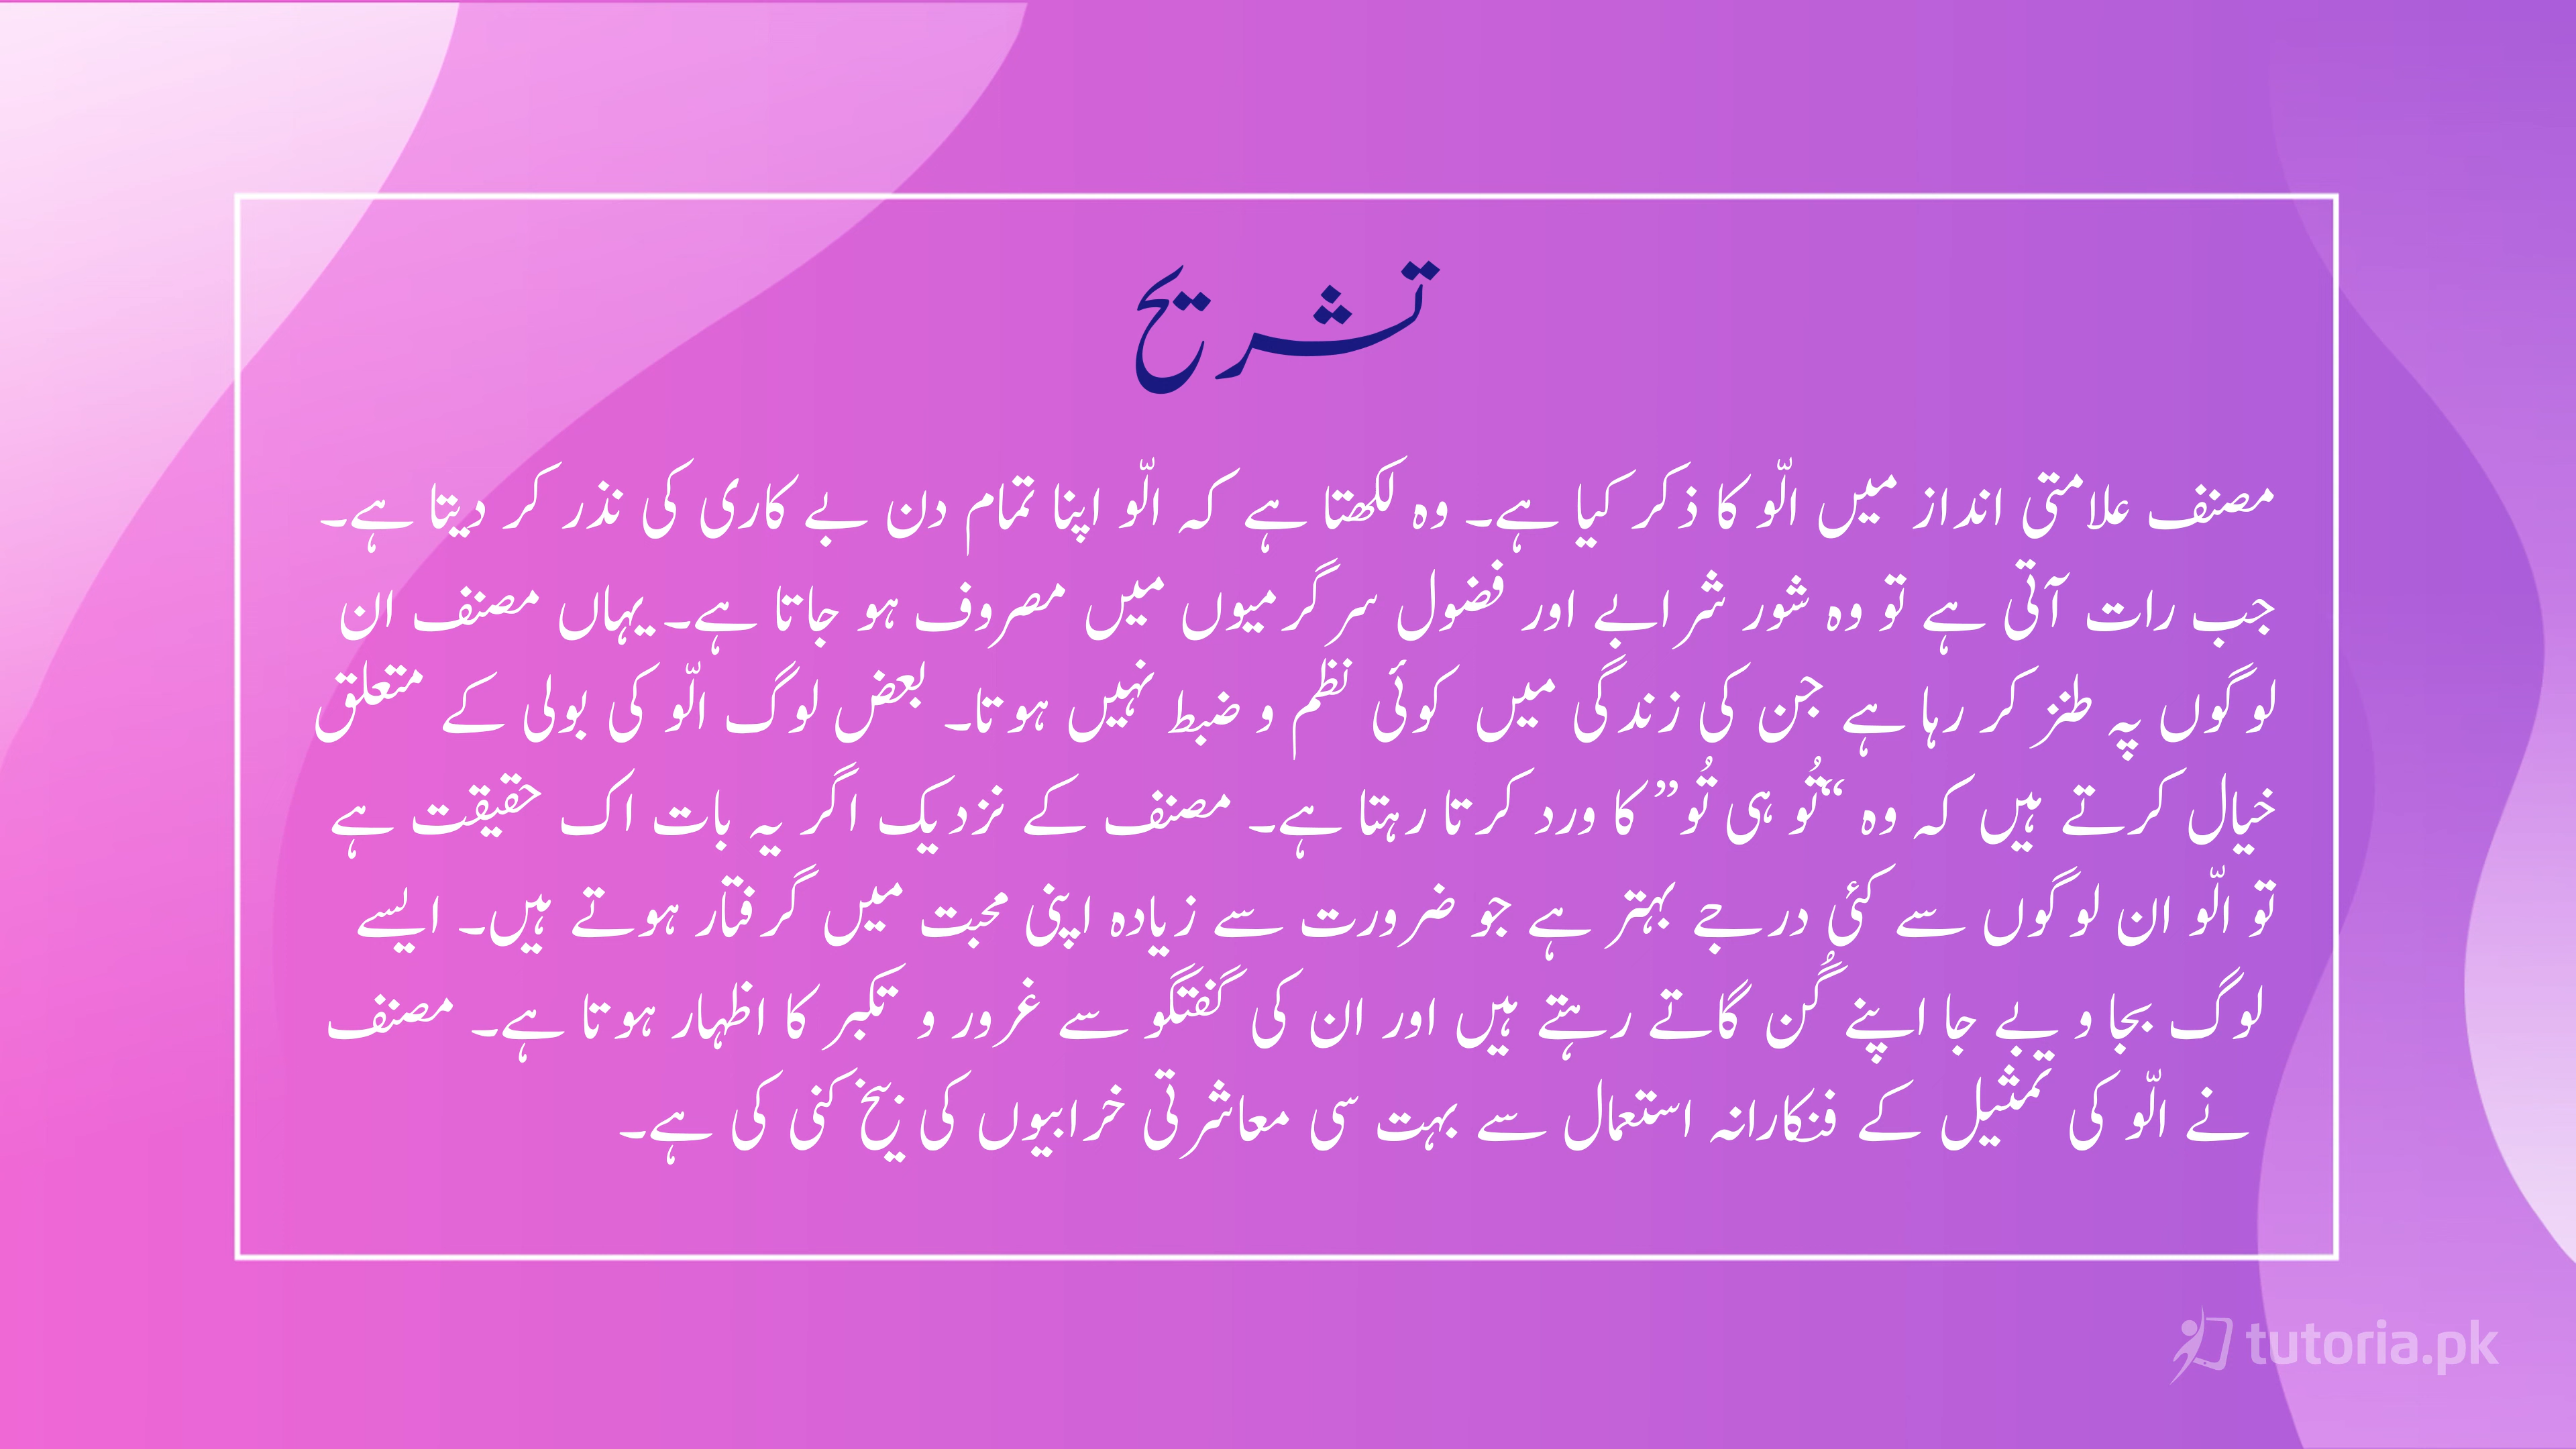 تشریح
مصنف علامتی انداز میں الّو کا ذکر کیا ہے۔ وہ لکھتا ہے کہ الّو اپنا تمام دن بے کاری کی نذر کر دیتا ہے۔
جب رات آتی ہے تو وہ شور شرابے اور فضول سرگرمیوں میں مصروف ہو جاتا ہے۔ یہاں مصنف ان
لوگوں پہ طنز کر رہا ہے جن کی زندگی میں کوئی نظم و ضبط نہیں ہوتا۔ بعض لوگ الّو کی بولی کے متعلق
خیال کرتے ہیں کہ وہ “تُو ہی تُو” کا ورد کرتا رہتا ہے۔ مصنف کے نزدیک اگر یہ بات اک حقیقت ہے
تو الّو ان لوگوں سے کئی درجے بہتر ہے جو ضرورت سے زیادہ اپنی محبت میں گرفتار ہوتے ہیں۔ ایسے
لوگ بجا و بے جا اپنے گُن گاتے رہتے ہیں اور ان کی گفتگو سے غرور و تکبر کا اظہار ہوتا ہے۔ مصنف
نے الّو کی تمثیل کے فنکارانہ استعمال سے بہت سی معاشرتی خرابیوں کی بیخ کنی کی ہے۔
tutoria.pk